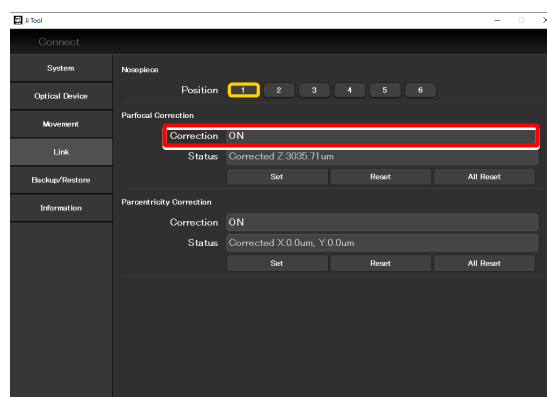 Ji Tool
Connect
System
Optical Device
Movement
Link
Backup/Restore
Information
Nosepiece
Position 1 2 3 4 5 6
Parfocal Correction
Correction ON
Status Corrected Z:3035.71um
Set Reset All Reset
Parcentricity Correction
Correction ON
Status Corrected X:0.0um, Y:0.0um
Set Reset All Reset